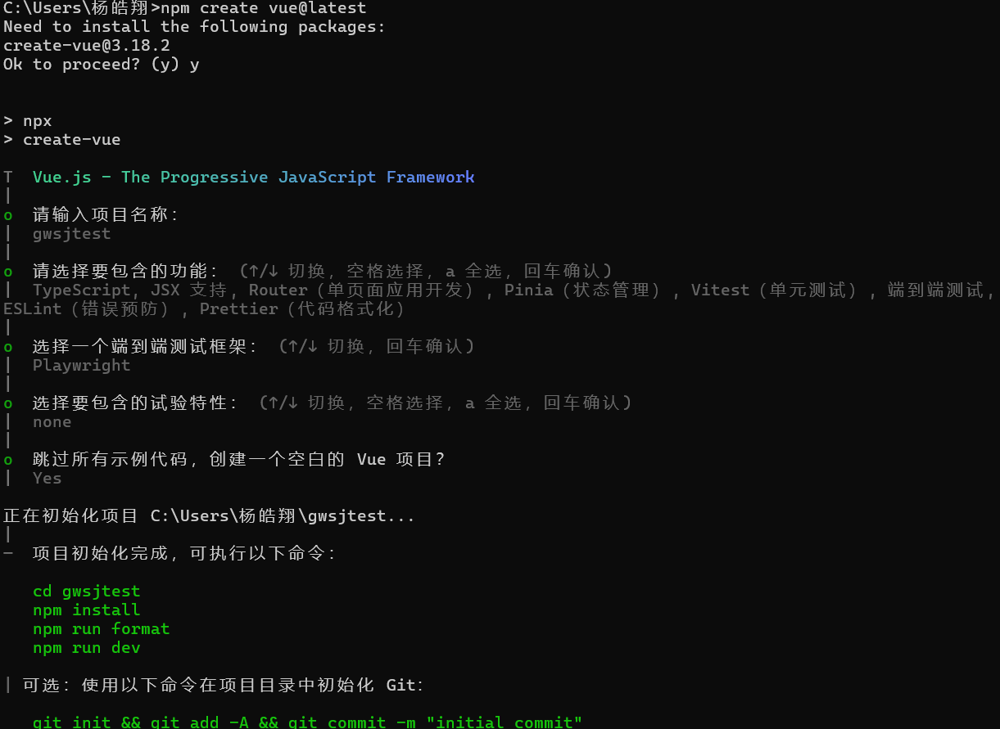 C:\Users\杨皓翔>npm create vue@latest
Need to install the following packages:
create-vue@3.18.2
Ok to proceed? (y) y
> npx
> create-vue
T  Vue.js - The Progressive JavaScript Framework
|
o  请输入项目名称：
|  gwsjtest
|
o  请选择要包含的功能： (↑/↓ 切换，空格选择，a 全选，回车确认)
|  TypeScript, JSX 支持, Router（单页面应用开发）, Pinia（状态管理）, Vitest（单元测试）, 端到端测试,
ESLint（错误预防）, Prettier（代码格式化）
|
o  选择一个端到端测试框架： (↑/↓ 切换，回车确认)
|  Playwright
|
o  选择要包含的试验特性： (↑/↓ 切换，空格选择，a 全选，回车确认)
|  none
|
o  跳过所有示例代码，创建一个空白的 Vue 项目？
|  Yes
正在初始化项目 C:\Users\杨皓翔\gwsjtest...
|
—  项目初始化完成，可执行以下命令：
cd gwsjtest
npm install
npm run format
npm run dev
| 可选：使用以下命令在项目目录中初始化 Git：
git init && git add -A && git commit -m "initial commit"